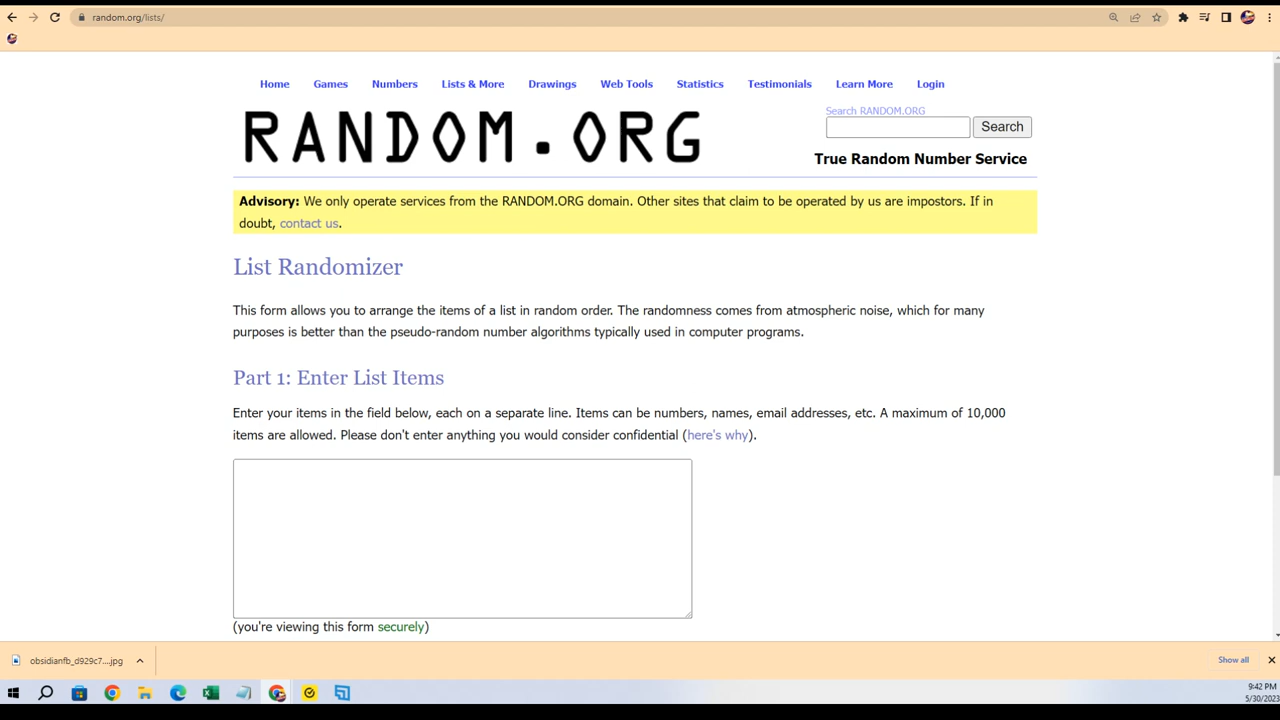 random.org/lists/
Home Games Numbers Lists & More Drawings Web Tools Statistics Testimonials Learn More Login
RANDOM.ORG
Search RANDOM.ORG
Search
True Random Number Service
Advisory: We only operate services from the RANDOM.ORG domain. Other sites that claim to be operated by us are impostors. If in
doubt, contact us.
List Randomizer
This form allows you to arrange the items of a list in random order. The randomness comes from atmospheric noise, which for many
purposes is better than the pseudo-random number algorithms typically used in computer programs.
Part 1: Enter List Items
Enter your items in the field below, each on a separate line. Items can be numbers, names, email addresses, etc. A maximum of 10,000
items are allowed. Please don't enter anything you would consider confidential (here's why).
(you're viewing this form securely)
obsidianfb_d929c7....jpg
Show all
9:42 PM
5/30/2023